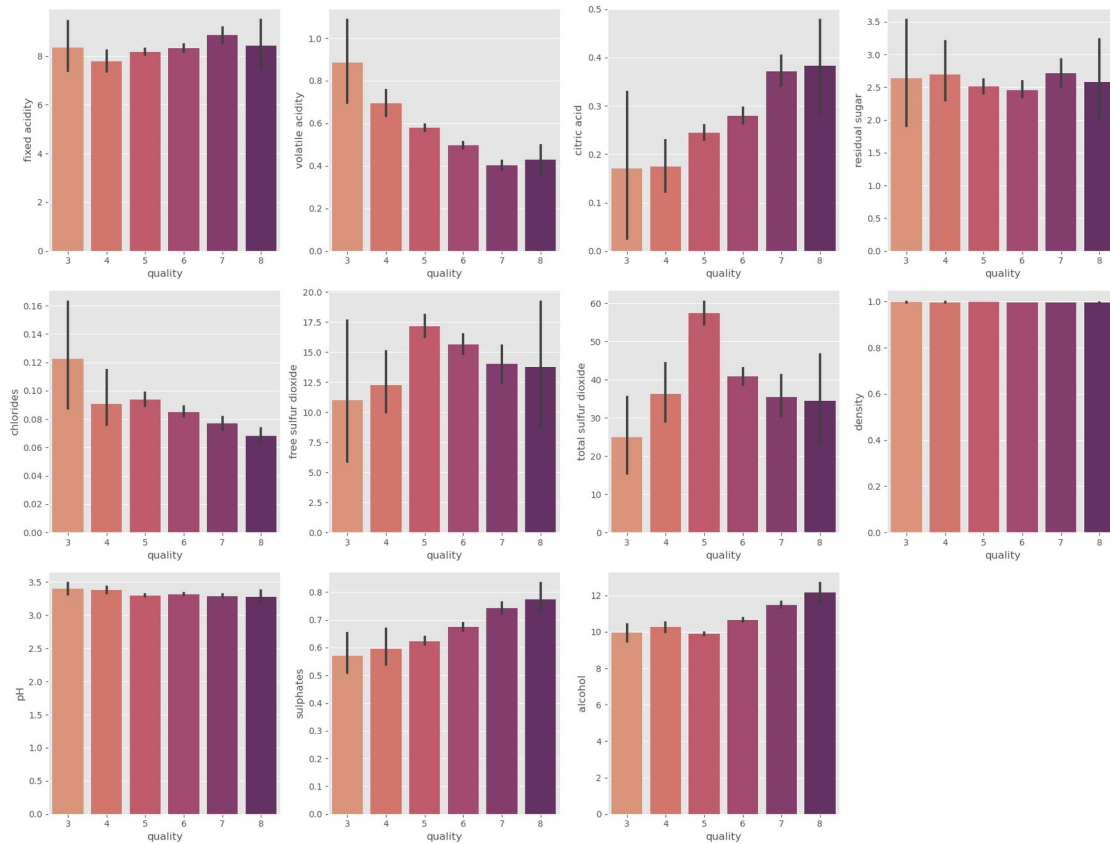 fixed acidity
8
6
4
2
0
3 4 5 6 7 8
quality
volatile acidity
1.0
0.8
0.6
0.4
0.2
0.0
3 4 5 6 7 8
quality
citric acid
0.5
0.4
0.3
0.2
0.1
0.0
3 4 5 6 7 8
quality
residual sugar
3.5
3.0
2.5
2.0
1.5
1.0
0.5
0.0
3 4 5 6 7 8
quality
chlorides
0.16
0.14
0.12
0.10
0.08
0.06
0.04
0.02
0.00
3 4 5 6 7 8
quality
free sulfur dioxide
20.0
17.5
15.0
12.5
10.0
7.5
5.0
2.5
0.0
3 4 5 6 7 8
quality
total sulfur dioxide
60
50
40
30
20
10
0
3 4 5 6 7 8
quality
density
1.0
0.8
0.6
0.4
0.2
0.0
3 4 5 6 7 8
quality
pH
3.5
3.0
2.5
2.0
1.5
1.0
0.5
0.0
3 4 5 6 7 8
quality
sulphates
0.8
0.7
0.6
0.5
0.4
0.3
0.2
0.1
0.0
3 4 5 6 7 8
quality
alcohol
12
10
8
6
4
2
0
3 4 5 6 7 8
quality